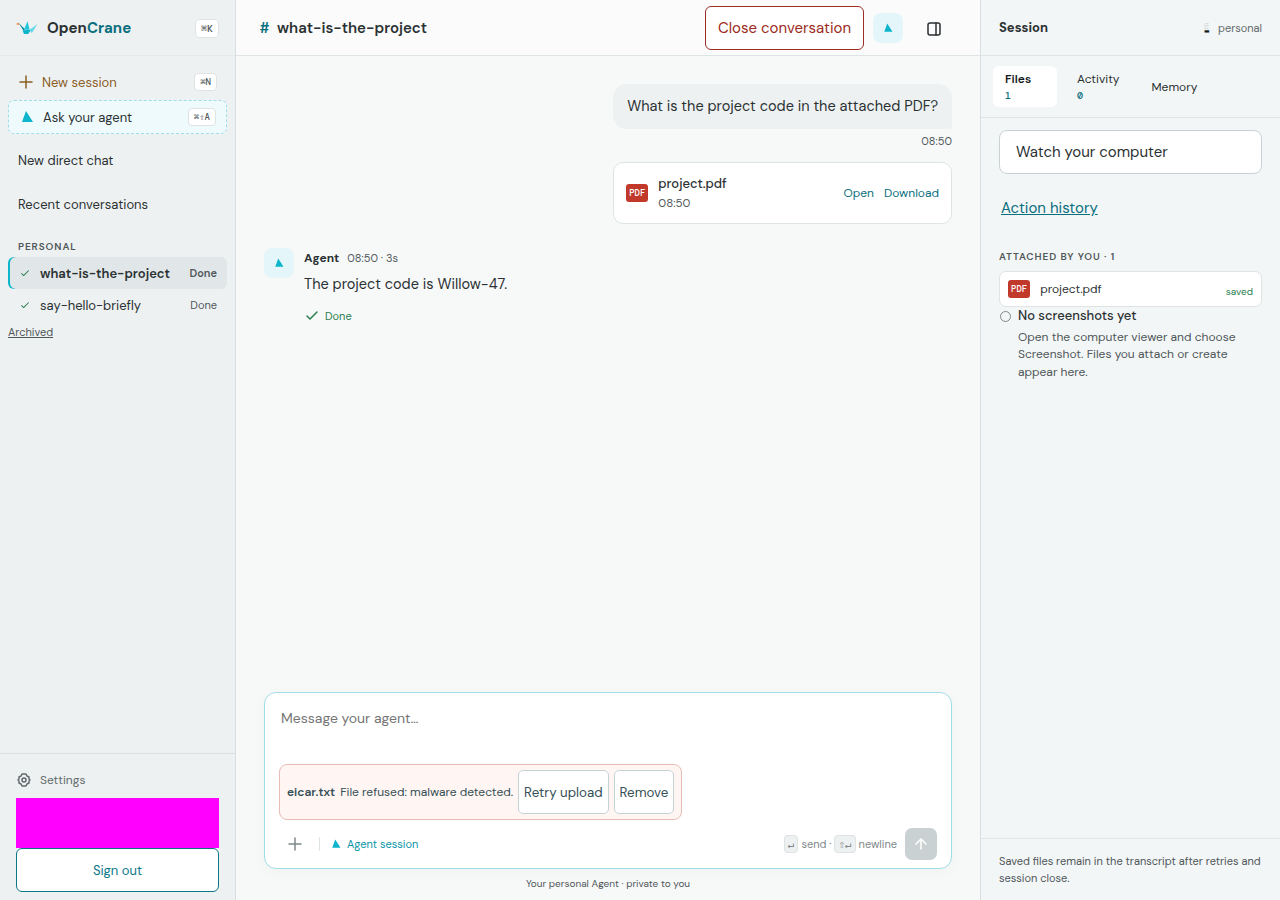 OpenCrane ⌘K
New session ⌘N
Ask your agent ⌘⇧A
New direct chat
Recent conversations
PERSONAL
what-is-the-project Done
say-hello-briefly Done
Archived
Settings
Sign out
# what-is-the-project
Close conversation
What is the project code in the attached PDF?
08:50
PDF project.pdf
08:50
Open Download
Agent 08:50 · 3s
The project code is Willow-47.
Done
Message your agent…
eicar.txt File refused: malware detected. Retry upload Remove
Agent session
↵ send · ⇧↵ newline
Your personal Agent · private to you
Session personal
Files
1
Activity
0
Memory
Watch your computer
Action history
ATTACHED BY YOU · 1
PDF project.pdf saved
No screenshots yet
Open the computer viewer and choose
Screenshot. Files you attach or create
appear here.
Saved files remain in the transcript after retries and
session close.